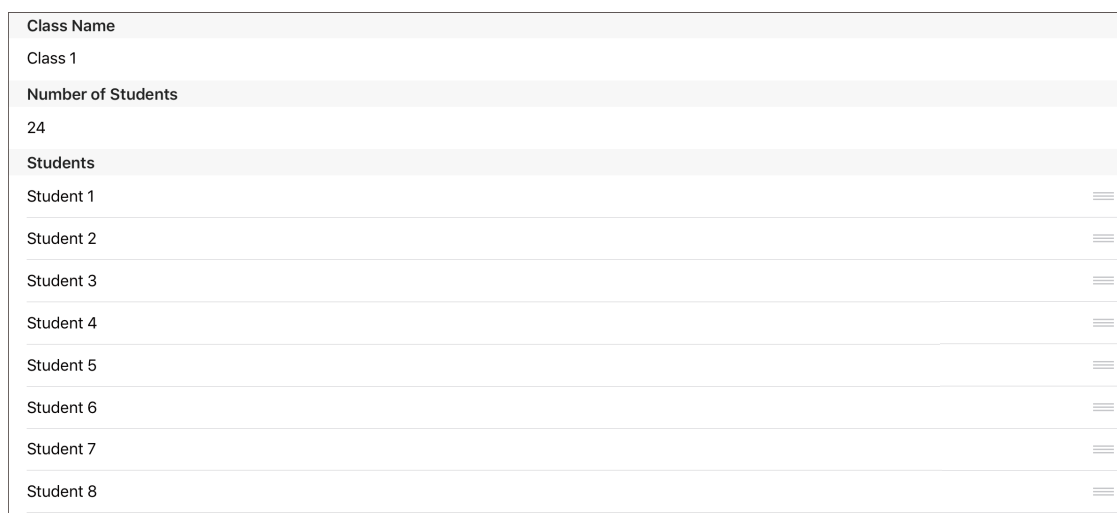 Class Name
Class 1
Number of Students
24
Students
Student 1
Student 2
Student 3
Student 4
Student 5
Student 6
Student 7
Student 8